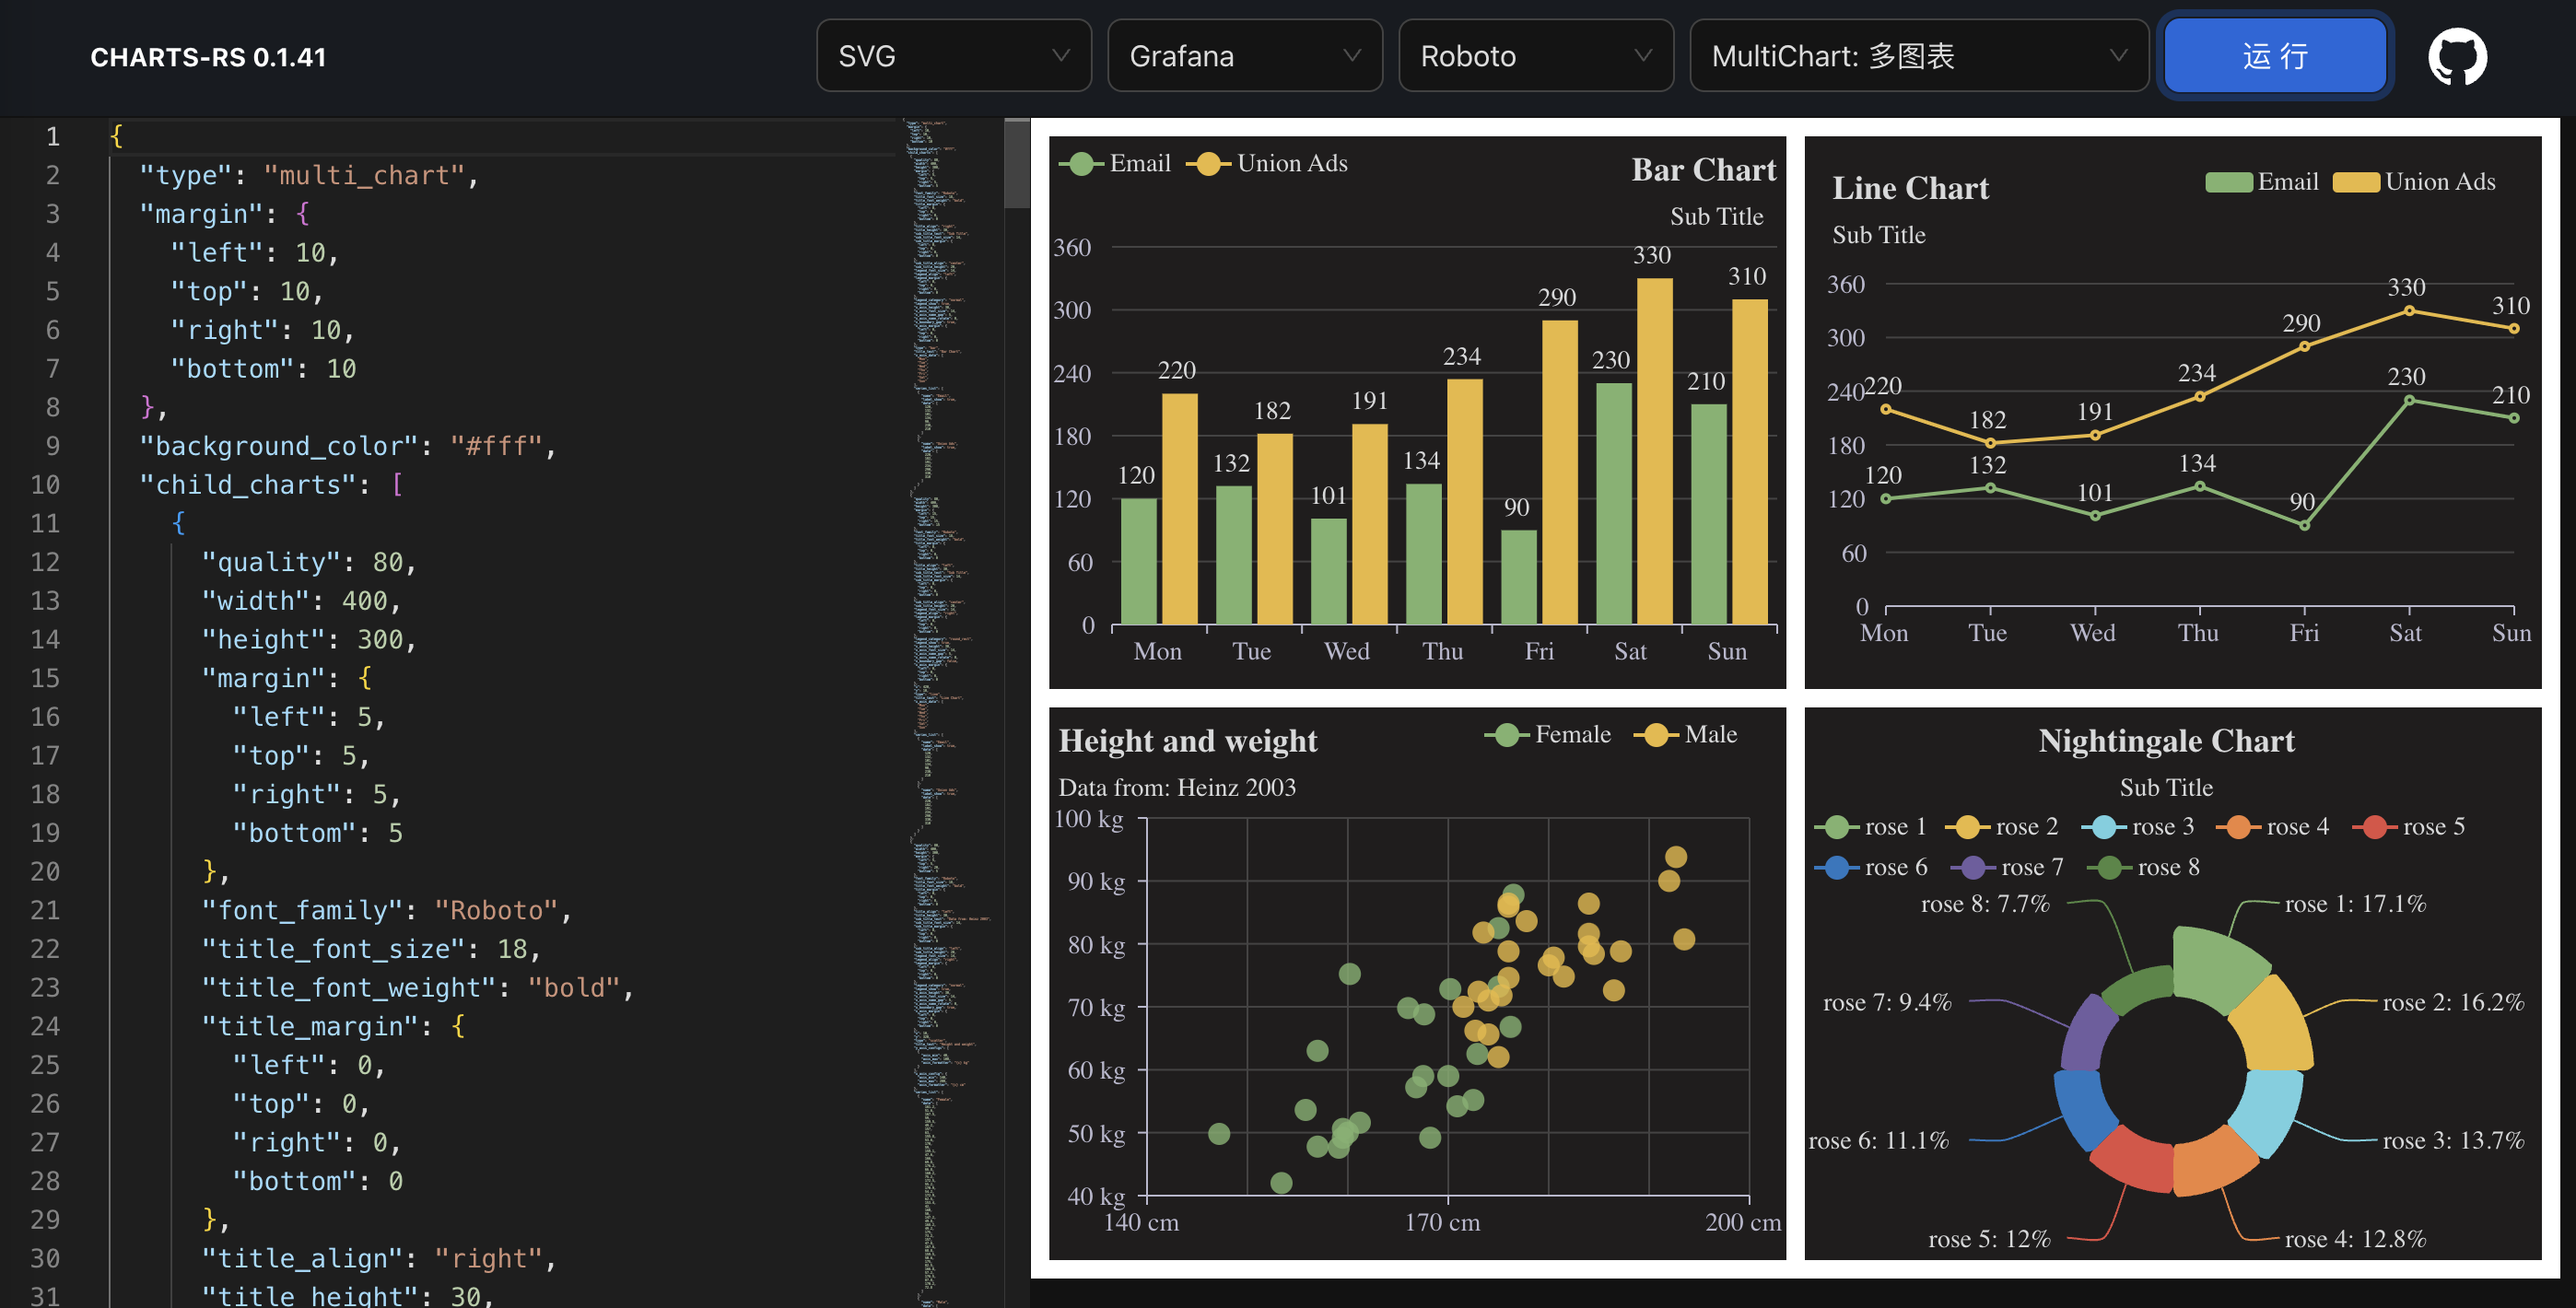 CHARTS-RS 0.1.41
SVG
Grafana
Roboto
MultiChart: 多图表
运 行
1 {
2 "type": "multi_chart",
3 "margin": {
4 "left": 10,
5 "top": 10,
6 "right": 10,
7 "bottom": 10
8 },
9 "background_color": "#fff",
10 "child_charts": [
11 {
12 "quality": 80,
13 "width": 400,
14 "height": 300,
15 "margin": {
16 "left": 5,
17 "top": 5,
18 "right": 5,
19 "bottom": 5
20 },
21 "font_family": "Roboto",
22 "title_font_size": 18,
23 "title_font_weight": "bold",
24 "title_margin": {
25 "left": 0,
26 "top": 0,
27 "right": 0,
28 "bottom": 0
29 },
30 "title_align": "right",
31 "title_height": 30,
Email Union Ads
Bar Chart
Sub Title
360
300
240
180
120
60
0
120 220 132 182 101 191 134 234 90 290 230 330 210 310
Mon Tue Wed Thu Fri Sat Sun
Line Chart
Sub Title
Email Union Ads
360
300
240
180
120
60
0
220 182 191 234 290 330 310
120 132 101 134 90 230 210
Mon Tue Wed Thu Fri Sat Sun
Height and weight
Data from: Heinz 2003
Female Male
100 kg
90 kg
80 kg
70 kg
60 kg
50 kg
40 kg
140 cm 170 cm 200 cm
Nightingale Chart
Sub Title
rose 1 rose 2 rose 3 rose 4 rose 5
rose 6 rose 7 rose 8
rose 8: 7.7% rose 1: 17.1%
rose 7: 9.4% rose 2: 16.2%
rose 6: 11.1% rose 3: 13.7%
rose 5: 12% rose 4: 12.8%